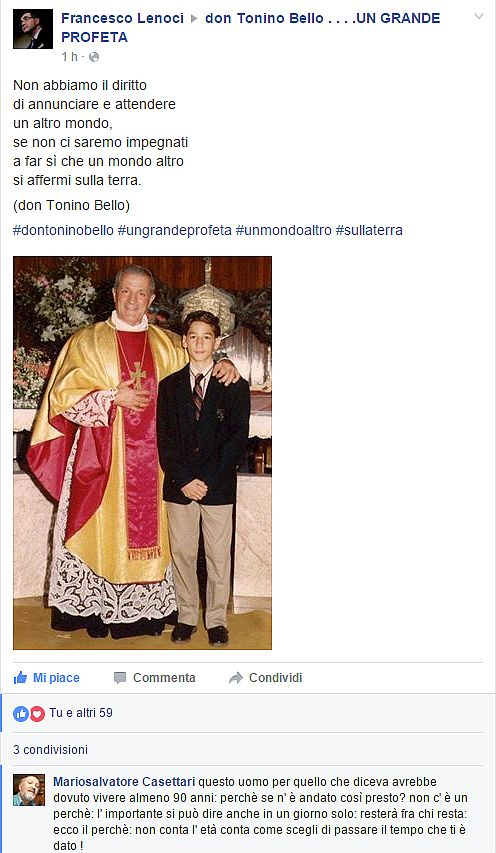 Francesco Lenoci ▸ don Tonino Bello . . . .UN GRANDE
PROFETA
1 h ·
Non abbiamo il diritto
di annunciare e attendere
un altro mondo,
se non ci saremo impegnati
a far sì che un mondo altro
si affermi sulla terra.
(don Tonino Bello)
#dontoninobello #ungrandeprofeta #unmondoaltro #sullaterra
Mi piace Commenta Condividi
Tu e altri 59
3 condivisioni
Mariosalvatore Casettari questo uomo per quello che diceva avrebbe
dovuto vivere almeno 90 anni: perchè se n' è andato così presto? non c' è un
perchè: l' importante si può dire anche in un giorno solo: resterà fra chi resta:
ecco il perchè: non conta l' età conta come scegli di passare il tempo che ti è
dato !